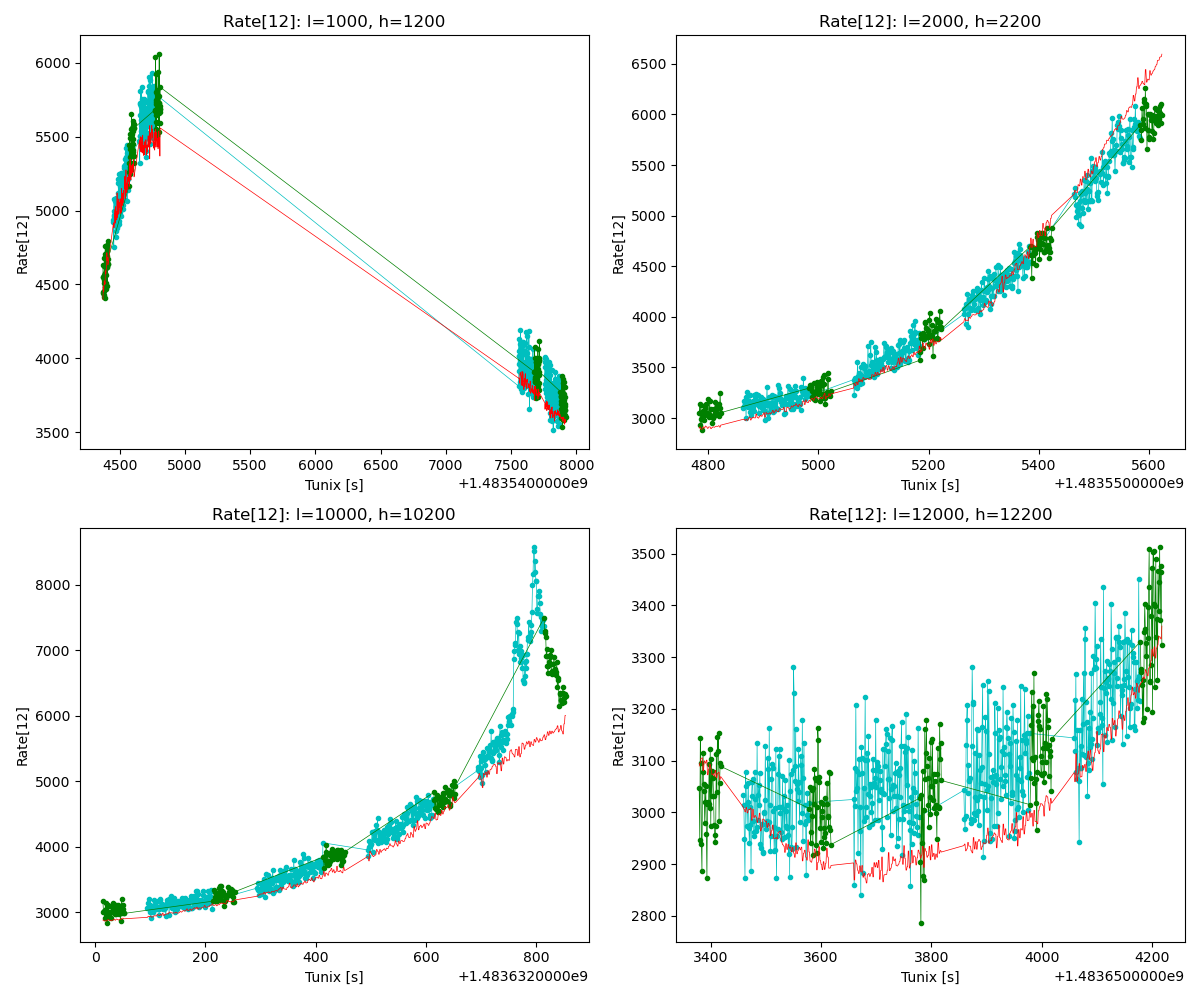 Rate[12]: l=1000, h=1200
Rate[12]
6000
5500
5000
4500
4000
3500
4500 5000 5500 6000 6500 7000 7500 8000
Tunix [s]
+1.4835400000e9
Rate[12]: l=2000, h=2200
Rate[12]
6500
6000
5500
5000
4500
4000
3500
3000
4800 5000 5200 5400 5600
Tunix [s]
+1.4835500000e9
Rate[12]: l=10000, h=10200
Rate[12]
8000
7000
6000
5000
4000
3000
0 200 400 600 800
Tunix [s]
+1.4836320000e9
Rate[12]: l=12000, h=12200
Rate[12]
3500
3400
3300
3200
3100
3000
2900
2800
3400 3600 3800 4000 4200
Tunix [s]
+1.4836500000e9